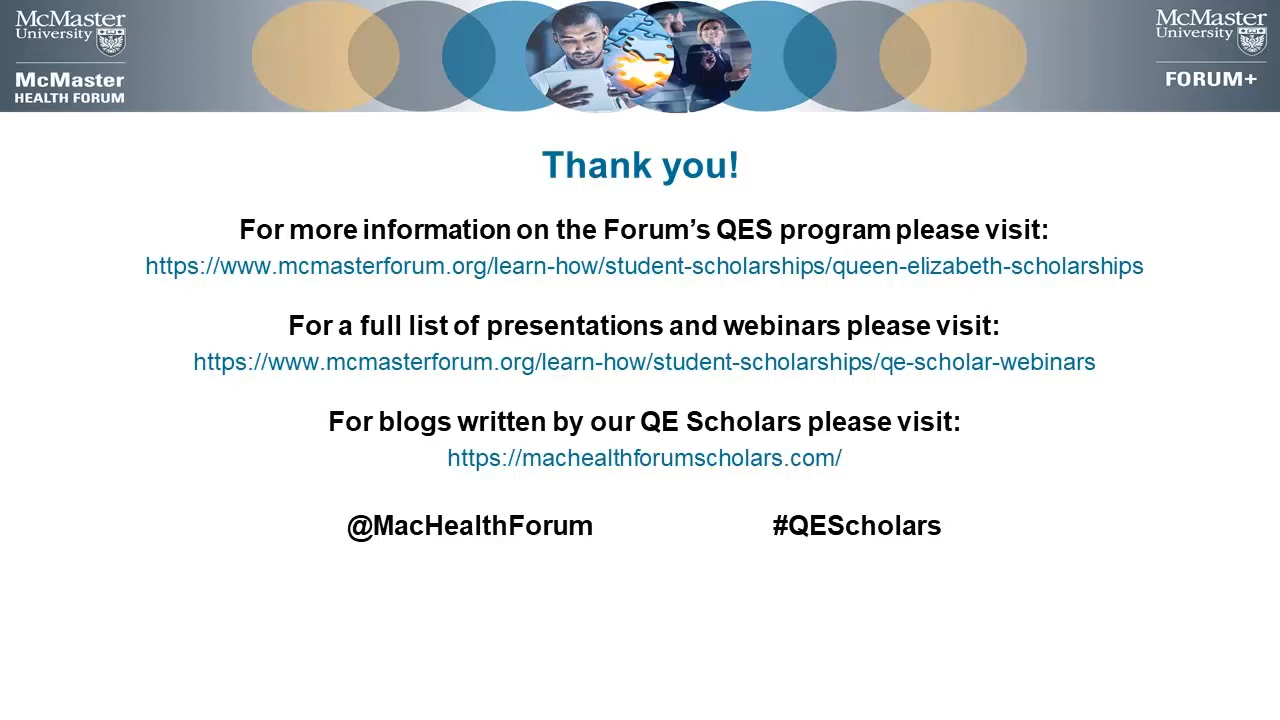 McMaster
University
McMaster
HEALTH FORUM
McMaster
University
FORUM+
Thank you!
For more information on the Forum’s QES program please visit:
https://www.mcmasterforum.org/learn-how/student-scholarships/queen-elizabeth-scholarships
For a full list of presentations and webinars please visit:
https://www.mcmasterforum.org/learn-how/student-scholarships/qe-scholar-webinars
For blogs written by our QE Scholars please visit:
https://machealthforumscholars.com/
@MacHealthForum #QEScholars